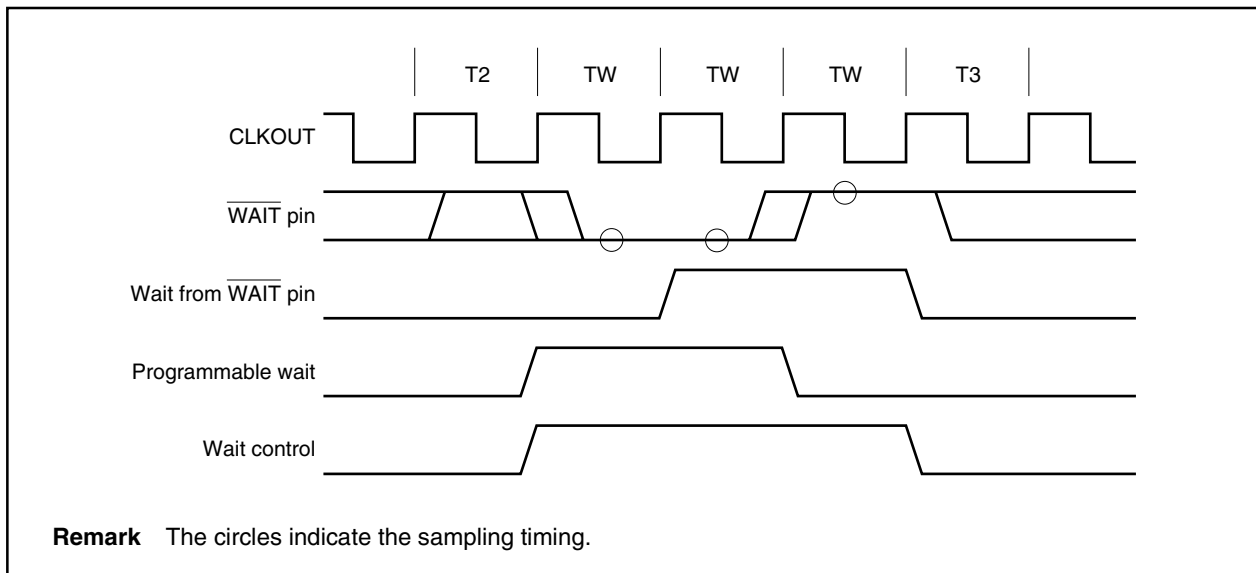 T2 TW TW TW T3
CLKOUT
WAIT pin
Wait from WAIT pin
Programmable wait
Wait control
Remark The circles indicate the sampling timing.